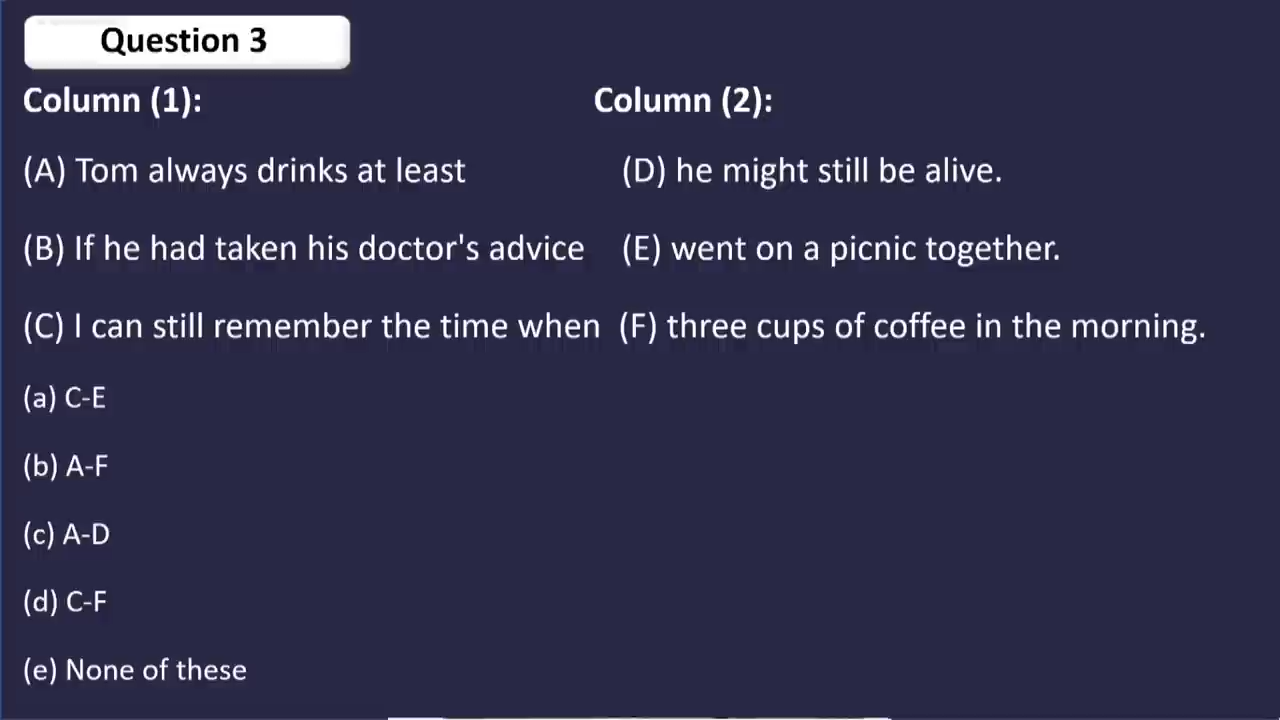 Question 3
Column (1): Column (2):
(A) Tom always drinks at least (D) he might still be alive.
(B) If he had taken his doctor's advice (E) went on a picnic together.
(C) I can still remember the time when (F) three cups of coffee in the morning.
(a) C-E
(b) A-F
(c) A-D
(d) C-F
(e) None of these